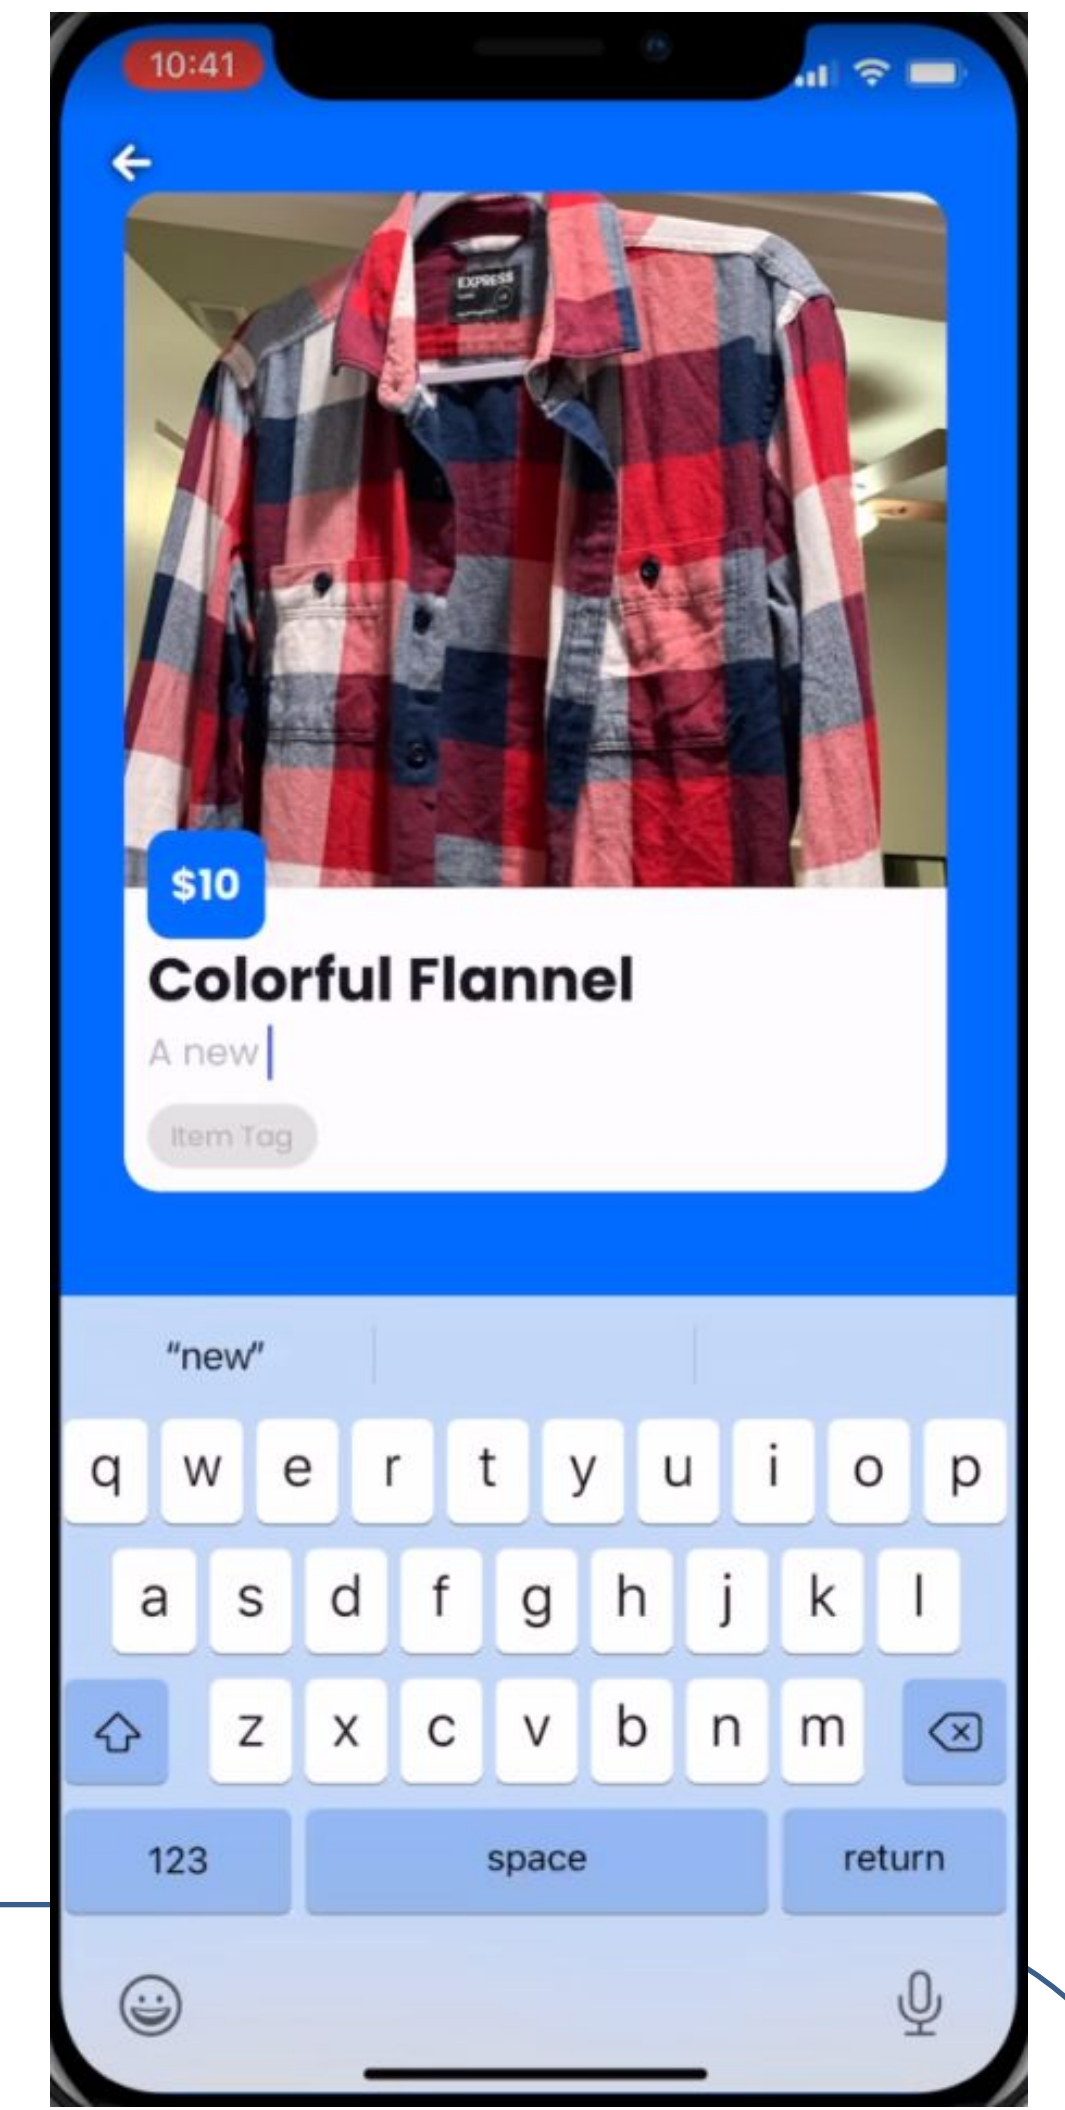 10:41
EXPRESS
$10
Colorful Flannel
A new
Item Tag
“new”
q w e r t y u i o p
a s d f g h j k l
z x c v b n m
123 space return